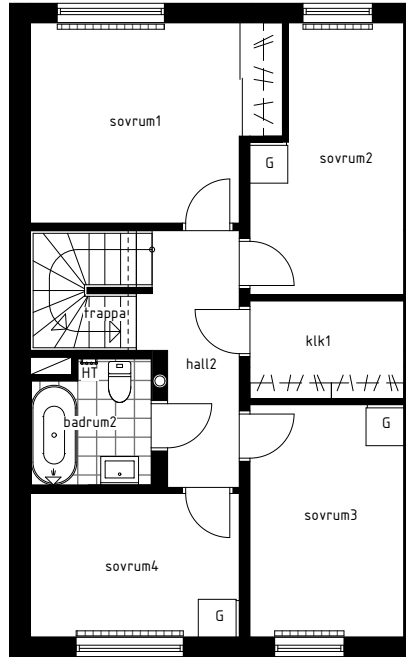 sovrum1
sovrum2
G
trappa
klk1
hall2
HT
badrum2
G
sovrum3
sovrum4
G